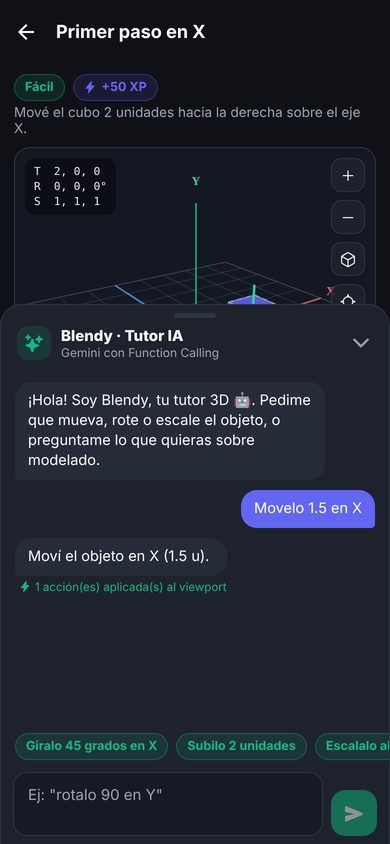 Primer paso en X
Fácil
+50 XP
Mové el cubo 2 unidades hacia la derecha sobre el eje
X.
T 2, 0, 0
R 0, 0, 0°
S 1, 1, 1
Y
X
Blendy · Tutor IA
Gemini con Function Calling
¡Hola! Soy Blendy, tu tutor 3D 🤖. Pedime
que mueva, rote o escale el objeto, o
preguntame lo que quieras sobre
modelado.
Movelo 1.5 en X
Moví el objeto en X (1.5 u).
1 acción(es) aplicada(s) al viewport
Giralo 45 grados en X
Subilo 2 unidades
Escalalo al
Ej: "rotalo 90 en Y"